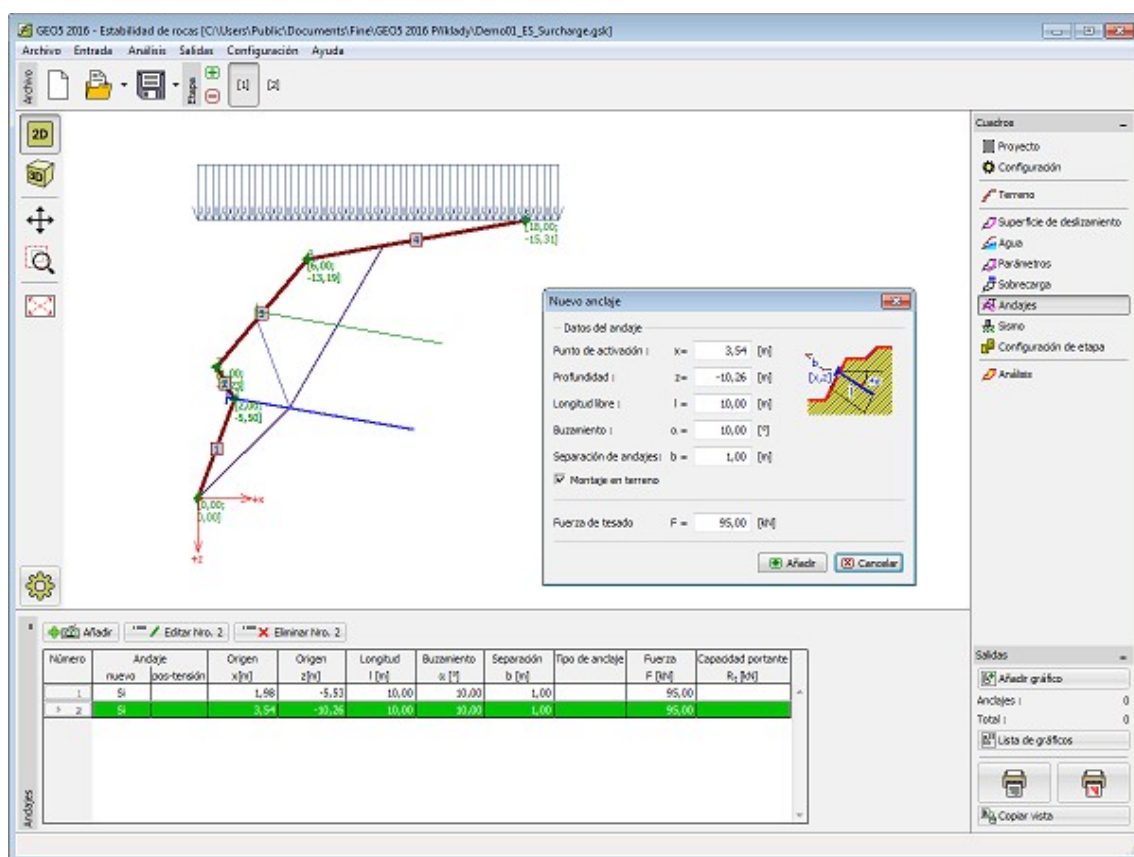 GEO5 2016 - Estabilidad de rocas [C:\Users\Public\Documents\Fine\GEO5 2016 Příklady\Demo01_ES_Surcharge.gsk]
Archivo Entrada Análisis Salidas Configuración Ayuda
Archivo
Etapa
[1] [2]
2D
3D
4
[18,00;
-15,31]
[6,00;
-13,19]
3
2
[2,00;
-5,50]
1
[0,00;
0,00]
+x
+z
Nuevo anclaje
Datos del anclaje
Punto de activación : x= 3,54 [m]
Profundidad : z= -10,26 [m]
Longitud libre : l = 10,00 [m]
Buzamiento : α = 10,00 [°]
Separación de anclajes: b = 1,00 [m]
Montaje en terreno
b
[x,z]
l
+α
Fuerza de tesado F = 95,00 [kN]
Añadir Cancelar
Cuadros
Proyecto
Configuración
Terreno
Superficie de deslizamiento
Agua
Parámetros
Sobrecarga
Anclajes
Sismo
Configuración de etapa
Análisis
Añadir Editar Nro. 2 Eliminar Nro. 2
Número Anclaje Origen Origen Longitud Buzamiento Separación Tipo de anclaje Fuerza Capacidad portante
nuevo pos-tensión x[m] z[m] l [m] α [°] b [m] F [kN] Rt [kN]
1 Si 1,98 -5,53 10,00 10,00 1,00 95,00
2 Si 3,54 -10,26 10,00 10,00 1,00 95,00
Anclajes
Salidas
Añadir gráfico
Anclajes : 0
Total : 0
Lista de gráficos
Copiar vista